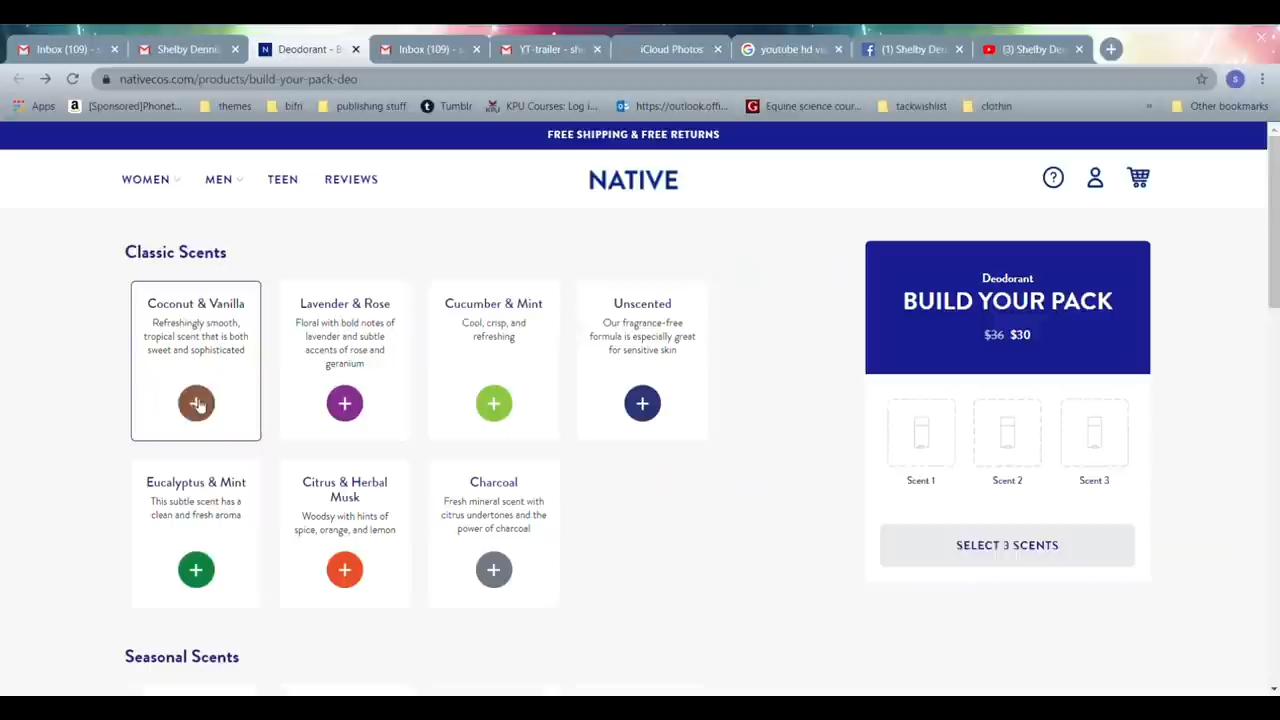 Inbox (109) - s
Shelby Denni
Deodorant - B
Inbox (109) - s
YT-trailer - she
iCloud Photos
youtube hd vi
(1) Shelby Den
(3) Shelby De
nativecos.com/products/build-your-pack-deo
S
Apps
[Sponsored]Phonet...
themes
bifri
publishing stuff
Tumblr
KPU Courses: Log i...
https://outlook.offi...
Equine science cour...
tackwishlist
clothin
»
Other bookmarks
FREE SHIPPING & FREE RETURNS
WOMEN
MEN
TEEN
REVIEWS
NATIVE
Classic Scents
Coconut & Vanilla
Refreshingly smooth,
tropical scent that is both
sweet and sophisticated
Lavender & Rose
Floral with bold notes of
lavender and subtle
accents of rose and
geranium
Cucumber & Mint
Cool, crisp, and
refreshing
Unscented
Our fragrance-free
formula is especially great
for sensitive skin
Eucalyptus & Mint
This subtle scent has a
clean and fresh aroma
Citrus & Herbal
Musk
Woodsy with hints of
spice, orange, and lemon
Charcoal
Fresh mineral scent with
citrus undertones and the
power of charcoal
Deodorant
BUILD YOUR PACK
$36 $30
Scent 1
Scent 2
Scent 3
SELECT 3 SCENTS
Seasonal Scents